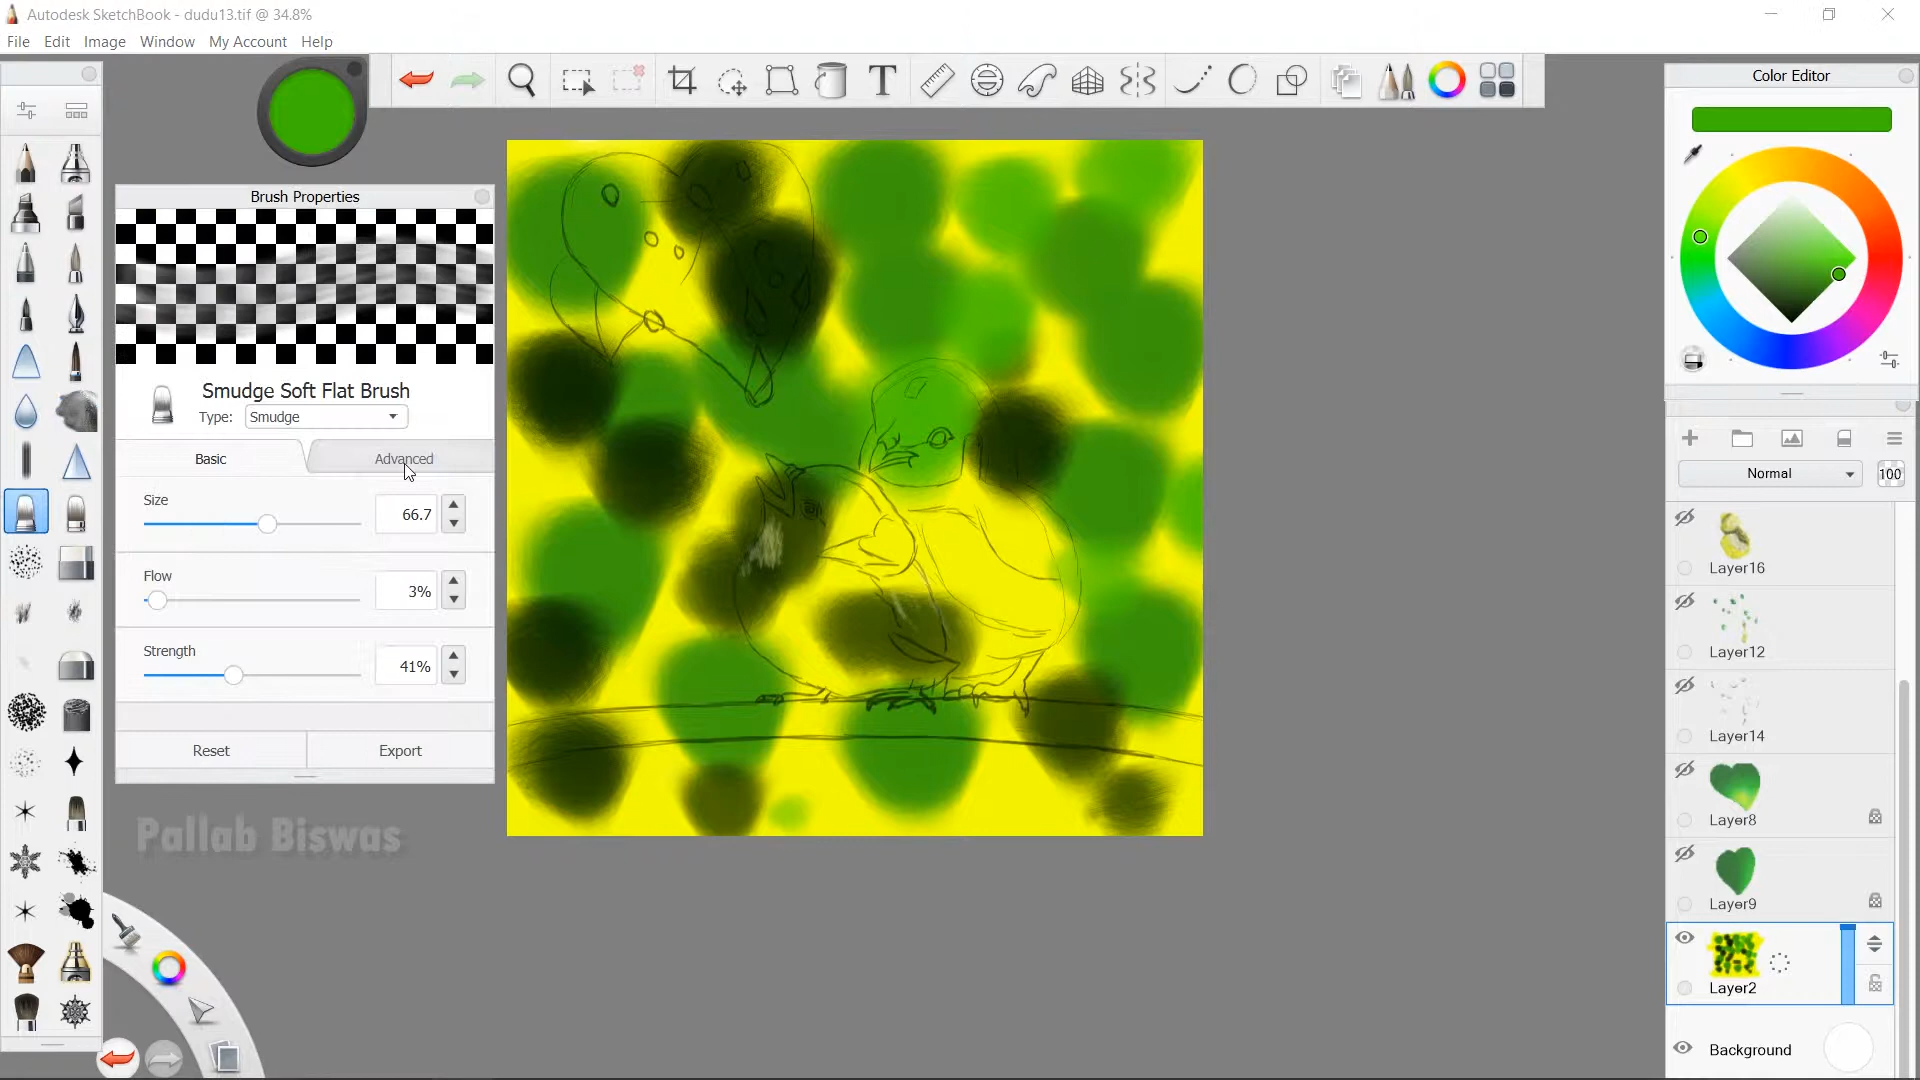 Autodesk SketchBook - dudu13.tif @ 34.8%
File Edit Image Window My Account Help
Color Editor
Brush Properties
Smudge Soft Flat Brush
Type: Smudge
Basic Advanced
Size
66.7
Flow
3%
Strength
41%
Reset Export
Pallab Biswas
Normal 100
Layer16
Layer12
Layer14
Layer8
Layer9
Layer2
Background